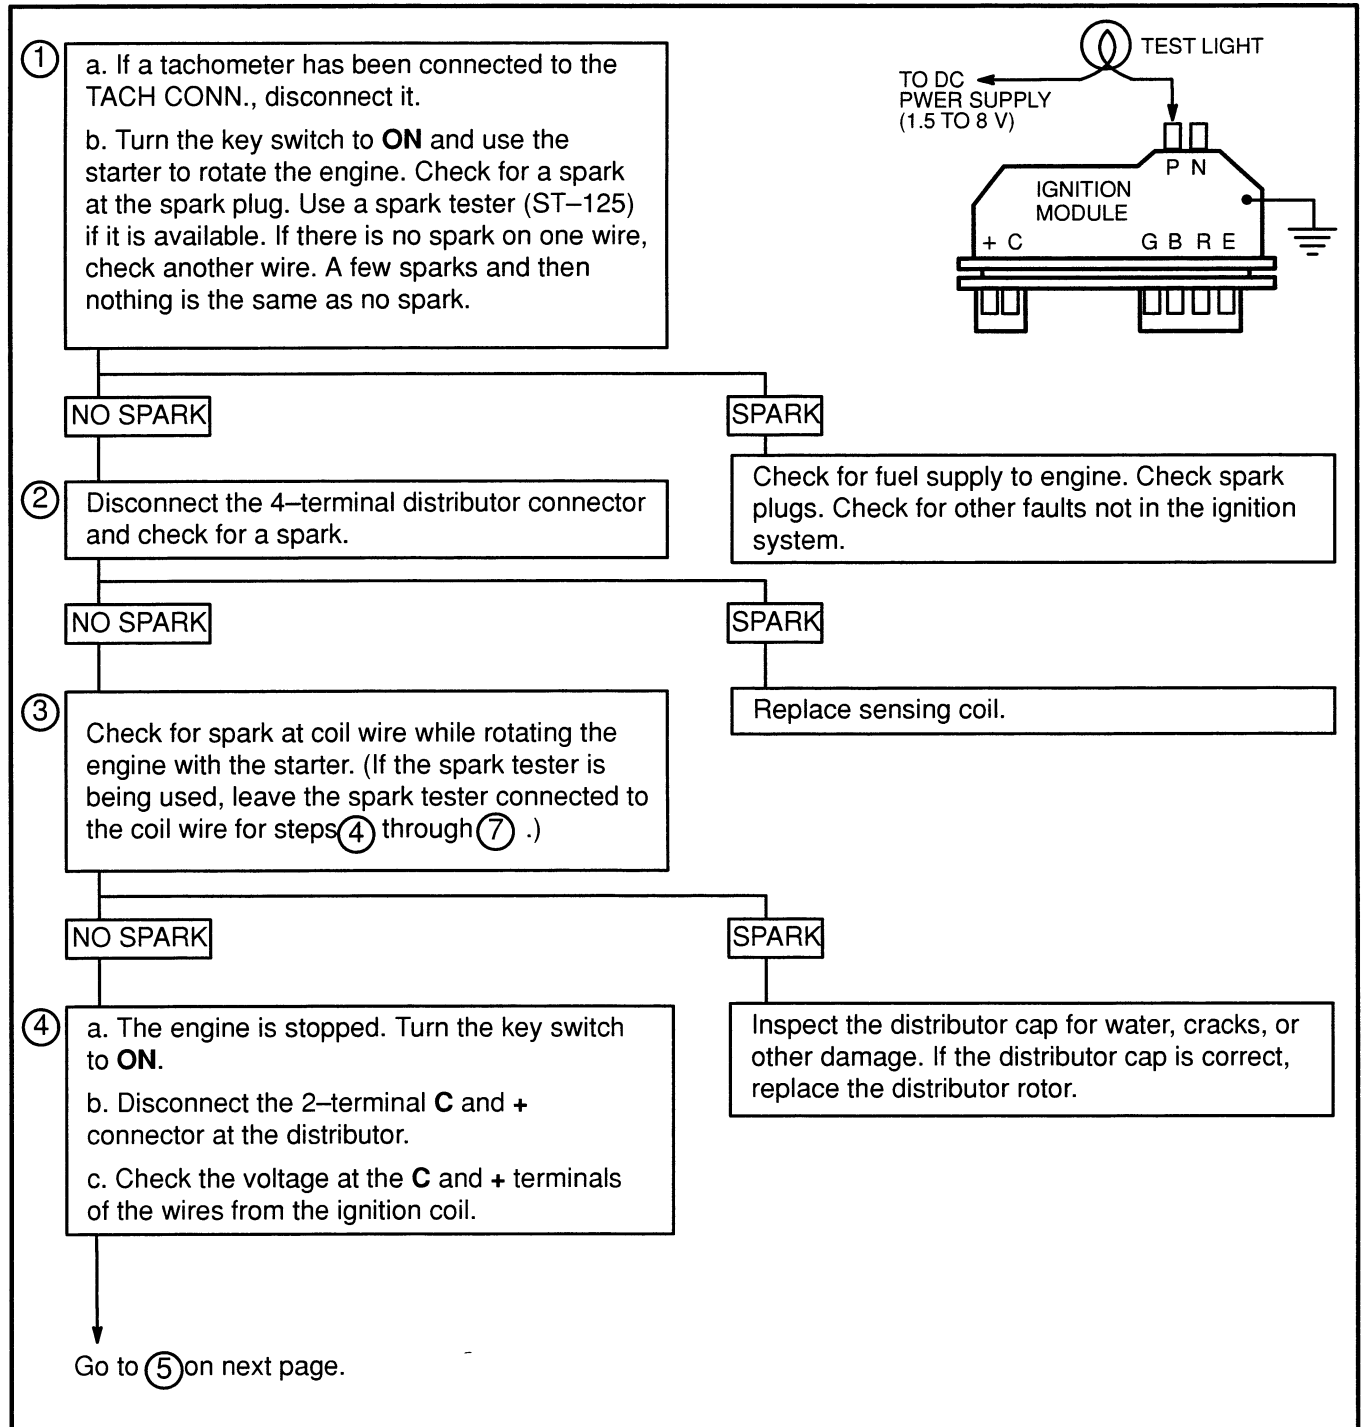 1
a. If a tachometer has been connected to the
TACH CONN., disconnect it.
b. Turn the key switch to ON and use the
starter to rotate the engine. Check for a spark
at the spark plug. Use a spark tester (ST–125)
if it is available. If there is no spark on one wire,
check another wire. A few sparks and then
nothing is the same as no spark.
TEST LIGHT
TO DC
PWER SUPPLY
(1.5 TO 8 V)
P N
IGNITION
MODULE
+ C
G B R E
NO SPARK
SPARK
Check for fuel supply to engine. Check spark
plugs. Check for other faults not in the ignition
system.
2
Disconnect the 4–terminal distributor connector
and check for a spark.
NO SPARK
SPARK
Replace sensing coil.
3
Check for spark at coil wire while rotating the
engine with the starter. (If the spark tester is
being used, leave the spark tester connected to
the coil wire for steps 4 through 7 .)
NO SPARK
SPARK
Inspect the distributor cap for water, cracks, or
other damage. If the distributor cap is correct,
replace the distributor rotor.
4
a. The engine is stopped. Turn the key switch
to ON.
b. Disconnect the 2–terminal C and +
connector at the distributor.
c. Check the voltage at the C and + terminals
of the wires from the ignition coil.
Go to 5 on next page.